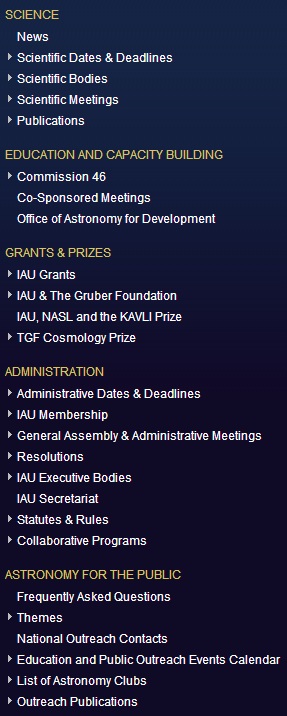 SCIENCE
News
Scientific Dates & Deadlines
Scientific Bodies
Scientific Meetings
Publications
EDUCATION AND CAPACITY BUILDING
Commission 46
Co-Sponsored Meetings
Office of Astronomy for Development
GRANTS & PRIZES
IAU Grants
IAU & The Gruber Foundation
IAU, NASL and the KAVLI Prize
TGF Cosmology Prize
ADMINISTRATION
Administrative Dates & Deadlines
IAU Membership
General Assembly & Administrative Meetings
Resolutions
IAU Executive Bodies
IAU Secretariat
Statutes & Rules
Collaborative Programs
ASTRONOMY FOR THE PUBLIC
Frequently Asked Questions
Themes
National Outreach Contacts
Education and Public Outreach Events Calendar
List of Astronomy Clubs
Outreach Publications